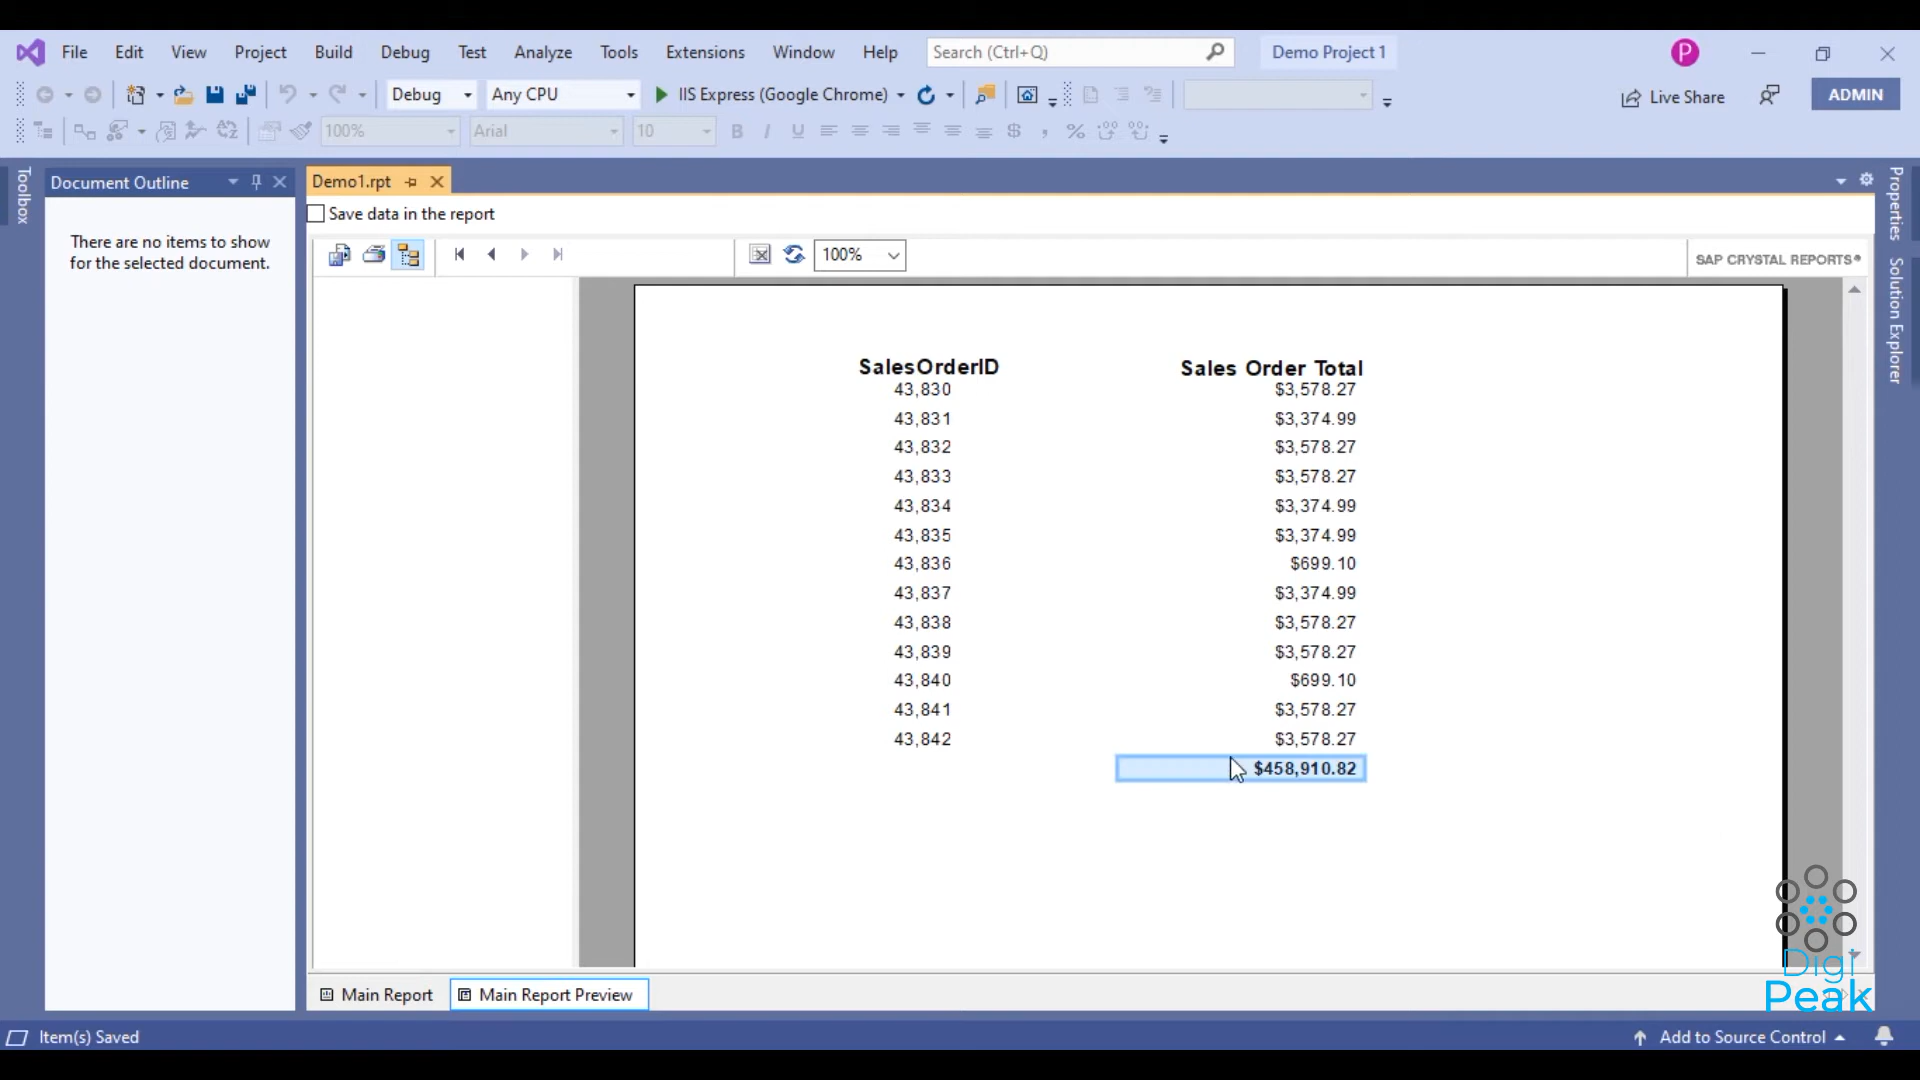 File Edit View Project Build Debug Test Analyze Tools Extensions Window Help Search (Ctrl+Q) Demo Project 1 P
Debug Any CPU IIS Express (Google Chrome) Live Share ADMIN
100% Arial 10 B I U $ , %
Toolbox
Document Outline
There are no items to show
for the selected document.
Demo1.rpt
Save data in the report
100%
SAP CRYSTAL REPORTS®
Properties
Solution Explorer
SalesOrderID Sales Order Total
43,830 $3,578.27
43,831 $3,374.99
43,832 $3,578.27
43,833 $3,578.27
43,834 $3,374.99
43,835 $3,374.99
43,836 $699.10
43,837 $3,374.99
43,838 $3,578.27
43,839 $3,578.27
43,840 $699.10
43,841 $3,578.27
43,842 $3,578.27
$458,910.82
Digi
Peak
Main Report Main Report Preview
Item(s) Saved Add to Source Control